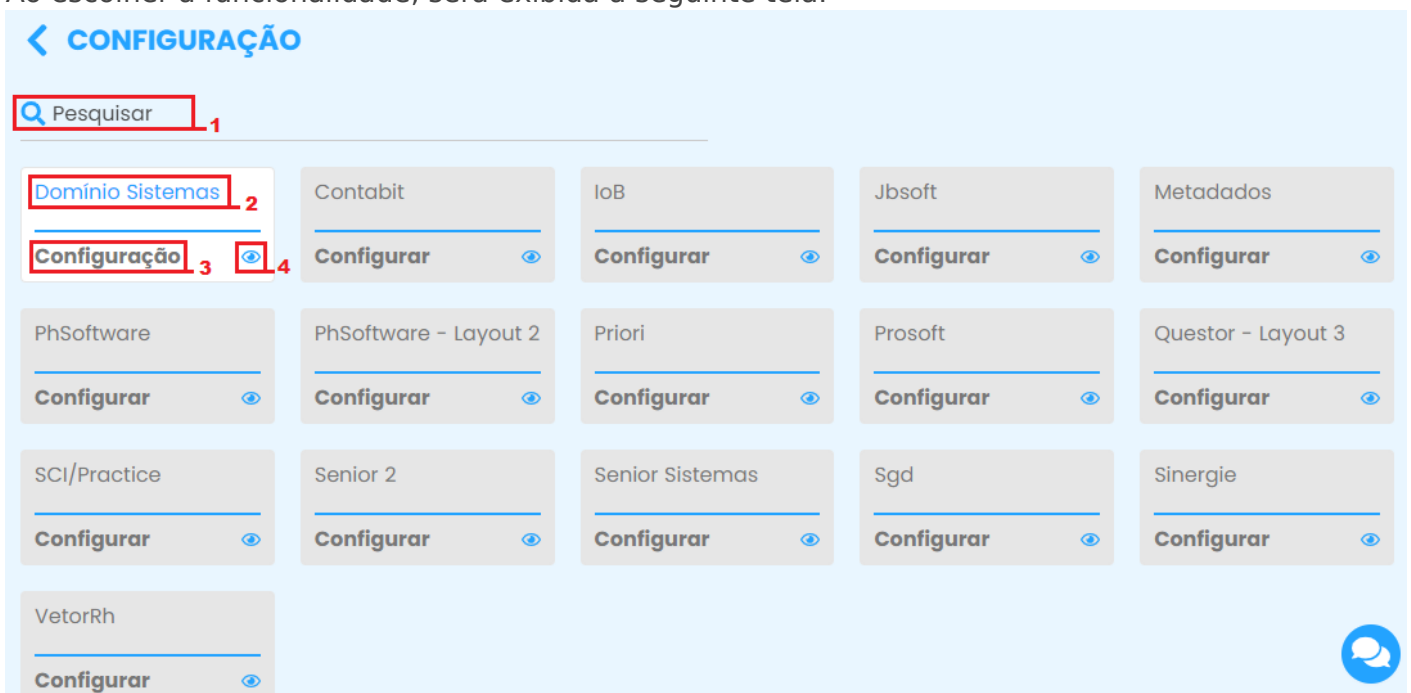 Ao escolher a funcionalidade, será exibida a seguinte tela:
CONFIGURAÇÃO
Pesquisar 1
Domínio Sistemas 2
Configuração 3 4
Contabit
Configurar
IoB
Configurar
Jbsoft
Configurar
Metadados
Configurar
PhSoftware
Configurar
PhSoftware - Layout 2
Configurar
Priori
Configurar
Prosoft
Configurar
Questor - Layout 3
Configurar
SCI/Practice
Configurar
Senior 2
Configurar
Senior Sistemas
Configurar
Sgd
Configurar
Sinergie
Configurar
VetorRh
Configurar